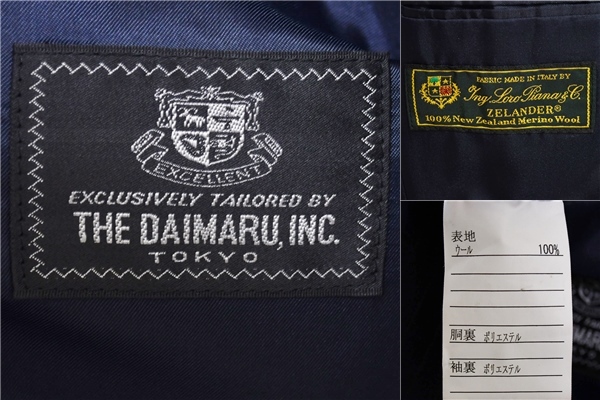 EXCELLENT
EXCLUSIVELY TAILORED BY
THE DAIMARU, INC.
TOKYO
FABRIC MADE IN ITALY BY
Ing. Loro Piana & C.
ZELANDER®
100% New Zealand Merino Wool
表地
ウール 100%
胴裏 ポリエステル
袖裏 ポリエステル